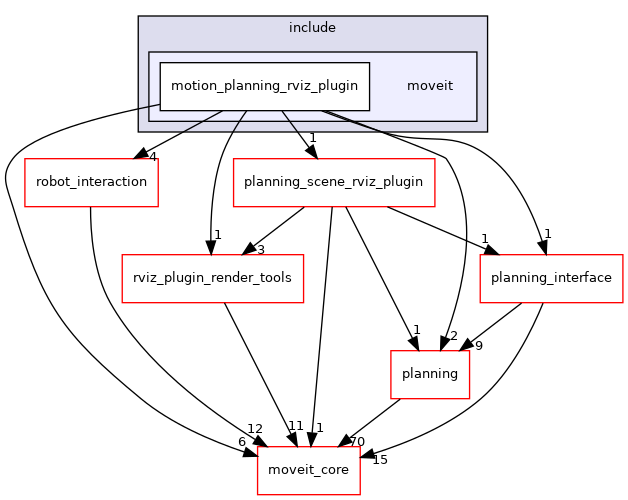 include
motion_planning_rviz_plugin
moveit
1
4
robot_interaction
planning_scene_rviz_plugin
1
1
1
3
rviz_plugin_render_tools
planning_interface
1
2
9
planning
12
11
1
70
6
15
moveit_core